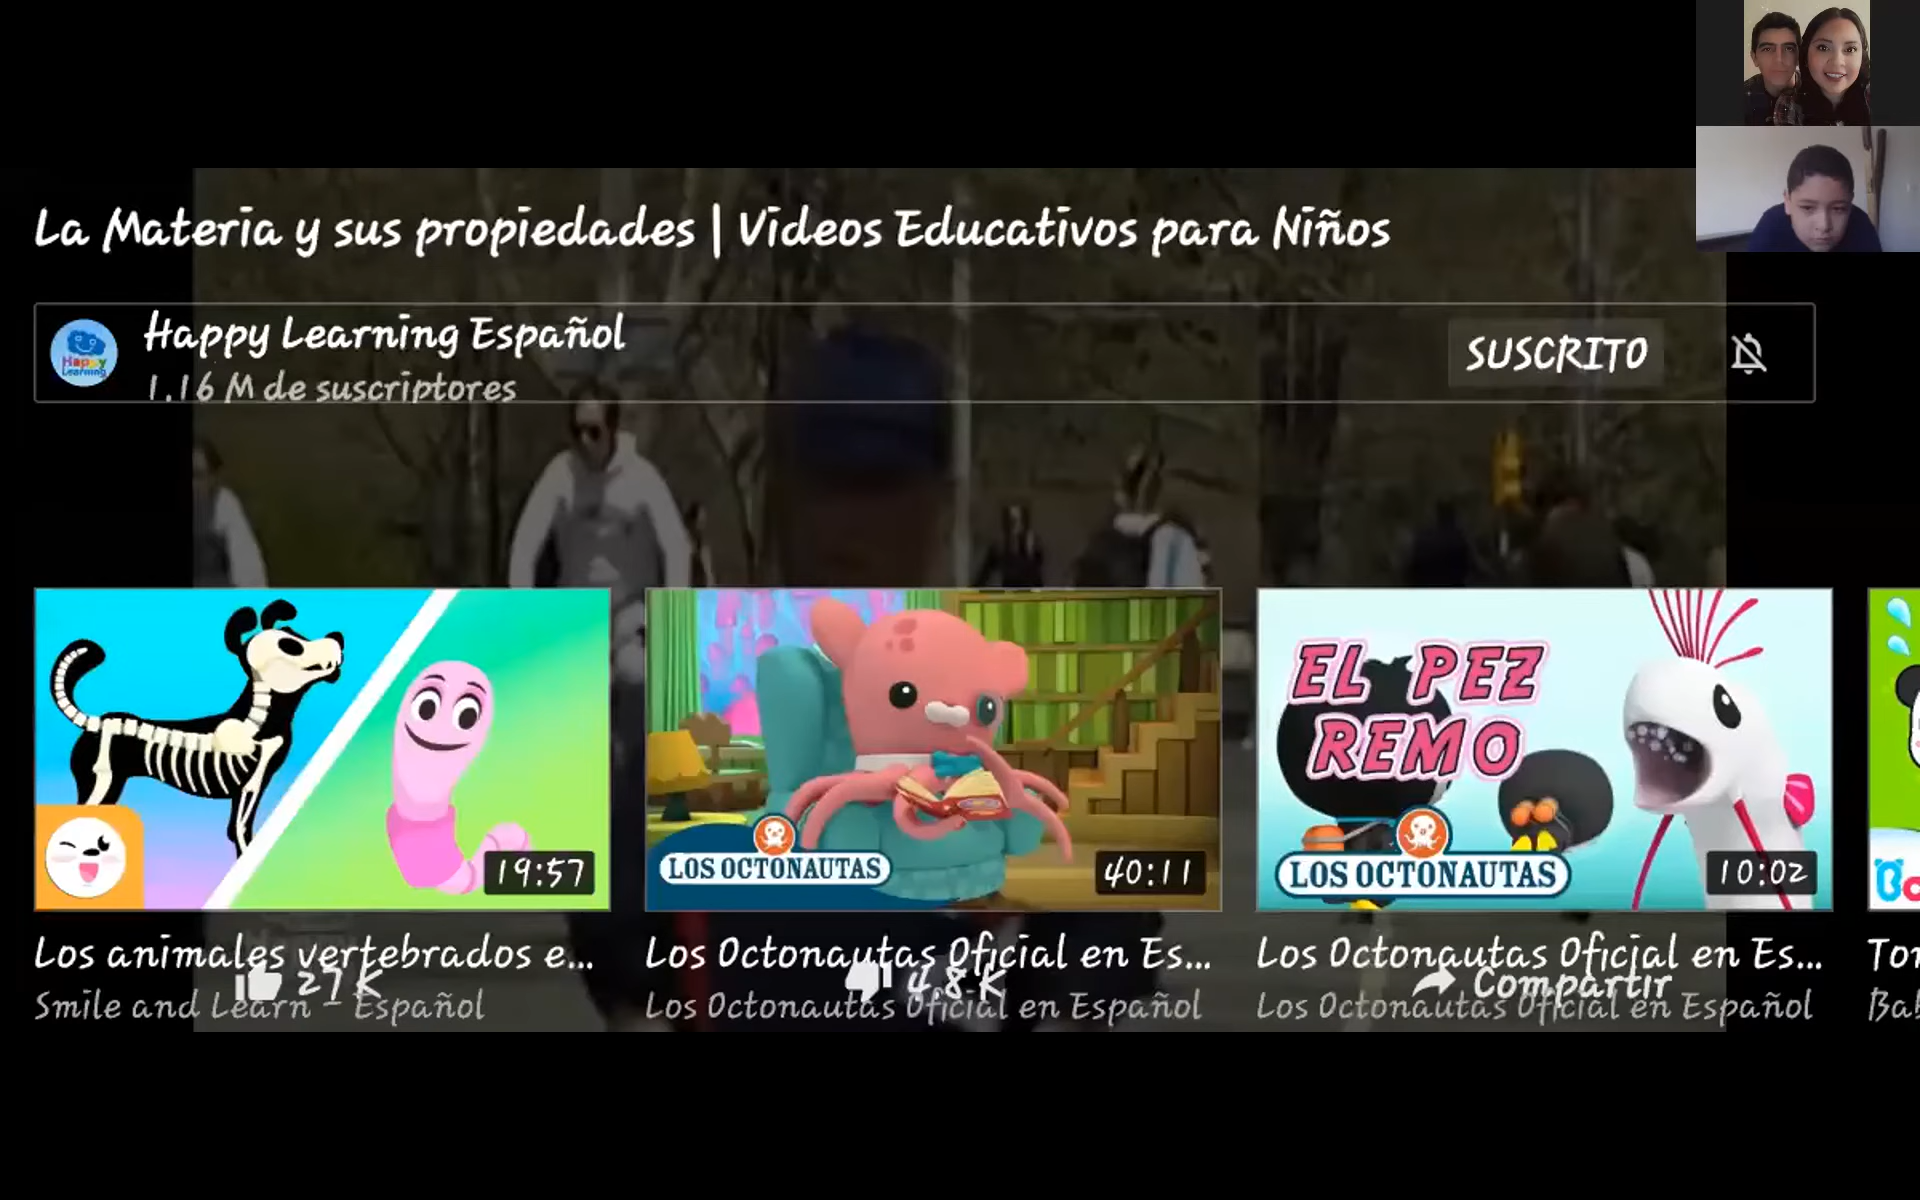 La Materia y sus propiedades | Videos Educativos para Niños
Happy Learning
Happy Learning Español
1.16 M de suscriptores
SUSCRITO
19:57
LOS OCTONAUTAS
40:11
EL PEZ
REMO
LOS OCTONAUTAS
10:02
Los animales vertebrados e...
Smile and Learn - Español
27 K
Los Octonautas Oficial en Es...
Los Octonautas Oficial en Español
4.8 K
Los Octonautas Oficial en Es...
Los Octonautas Oficial en Español
Compartir